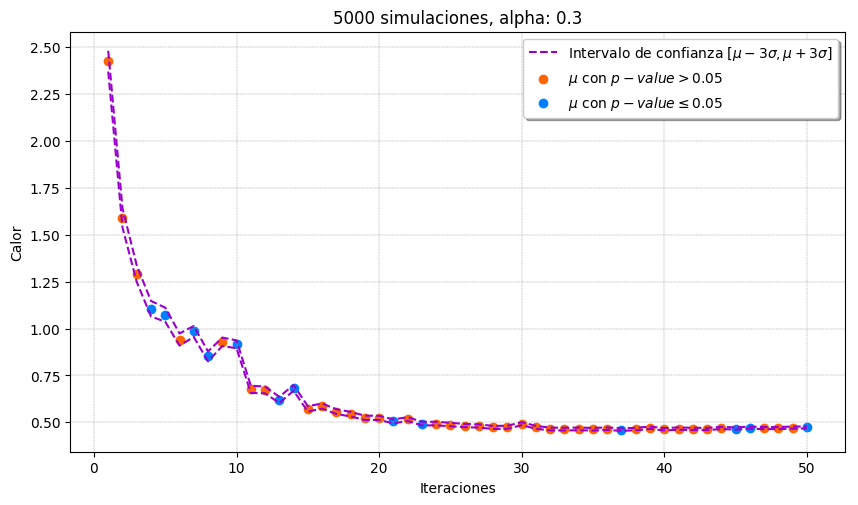 5000 simulaciones, alpha: 0.3
Calor
2.50
2.25
2.00
1.75
1.50
1.25
1.00
0.75
0.50
Intervalo de confianza [μ − 3σ, μ + 3σ]
μ con p − value > 0.05
μ con p − value ≤ 0.05
0 10 20 30 40 50
Iteraciones